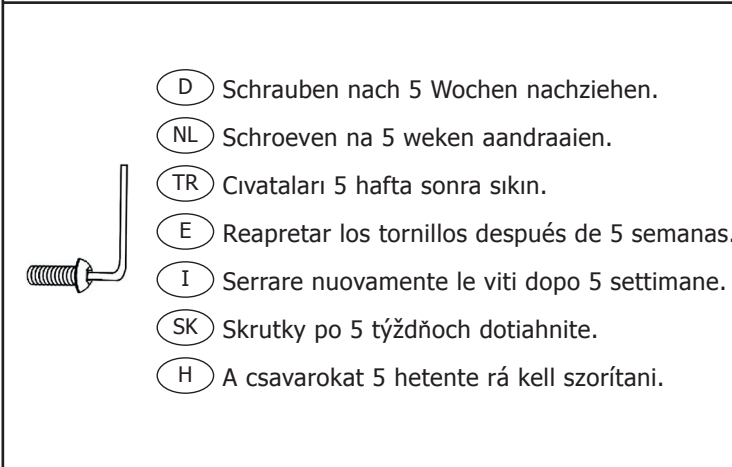 D Schrauben nach 5 Wochen nachziehen.
NL Schroeven na 5 weken aandraaien.
TR Cıvataları 5 hafta sonra sıkın.
E Reapretar los tornillos después de 5 semanas.
I Serrare nuovamente le viti dopo 5 settimane.
SK Skrutky po 5 týždňoch dotiahnite.
H A csavarokat 5 hetente rá kell szorítani.